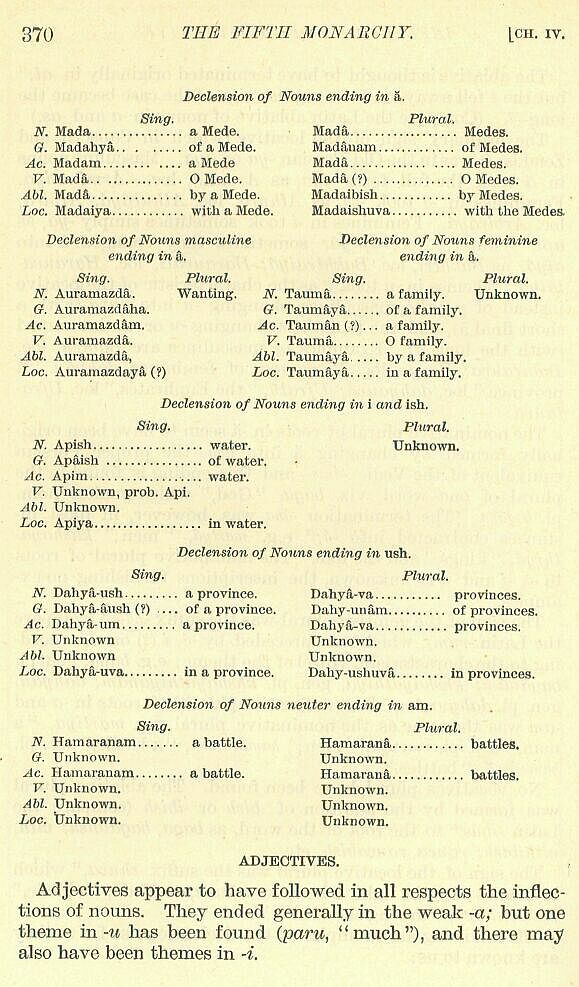 370 THE FIFTH MONARCHY. [CH. IV.
Declension of Nouns ending in ă.
Sing. Plural.
N. Mada............... a Mede. Madâ.................. Medes.
G. Madahyâ.. . ..... of a Mede. Madânam.............. of Medes.
Ac. Madam............ a Mede Madâ.................. Medes.
V. Madâ.............. O Mede. Madâ (?) .............. O Medes.
Abl. Madâ.............. by a Mede. Madaibish............. by Medes.
Loc. Madaiya........... with a Mede. Madaishuva........... with the Medes.
Declension of Nouns masculine
ending in â.
Sing. Plural.
N. Auramazdâ. Wanting.
G. Auramazdâha.
Ac. Auramazdâm.
V. Auramazdâ.
Abl. Auramazdâ,
Loc. Auramazdayâ (?)
Declension of Nouns feminine
ending in â.
Sing. Plural.
N. Taumâ........ a family. Unknown.
G. Taumâyâ...... of a family.
Ac. Taumân (?)... a family.
V. Taumâ....... O family.
Abl. Taumâyâ..... by a family.
Loc. Taumâyâ..... in a family.
Declension of Nouns ending in i and ish.
Sing. Plural.
N. Apish.................. water. Unknown.
G. Apâish ................ of water.
Ac. Apim.................. water.
V. Unknown, prob. Api.
Abl. Unknown.
Loc. Apiya................. in water.
Declension of Nouns ending in ush.
Sing. Plural.
N. Dahyâ-ush......... a province. Dahyâ-va........... provinces.
G. Dahyâ-âush (?) .... of a province. Dahy-unâm.......... of provinces.
Ac. Dahyâ-um......... a province. Dahyâ-va........... provinces.
V. Unknown Unknown.
Abl. Unknown Unknown.
Loc. Dahyâ-uva......... in a province. Dahy-ushuvâ......... in provinces.
Declension of Nouns neuter ending in am.
Sing. Plural.
N. Hamaranam....... a battle. Hamaranâ............ battles.
G. Unknown. Unknown.
Ac. Hamaranam........ a battle. Hamaranâ............ battles.
V. Unknown. Unknown.
Abl. Unknown. Unknown.
Loc. Unknown. Unknown.
ADJECTIVES.
Adjectives appear to have followed in all respects the inflec-
tions of nouns. They ended generally in the weak -a; but one
theme in -u has been found (paru, “much”), and there may
also have been themes in -i.